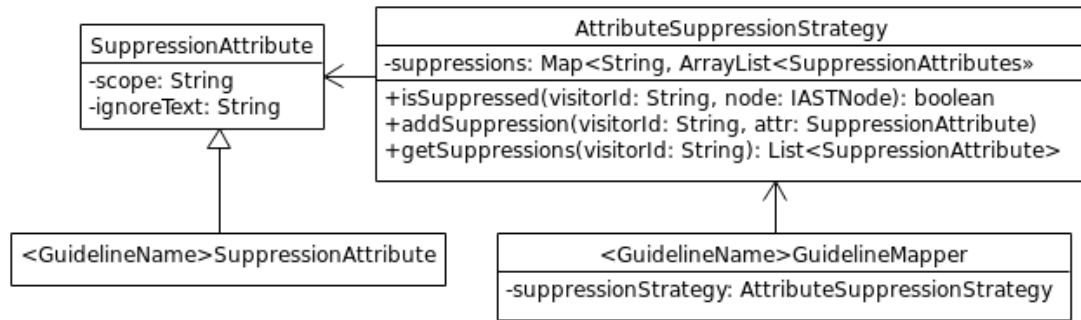 SuppressionAttribute
-scope: String
-ignoreText: String
AttributeSuppressionStrategy
-suppressions: Map<String, ArrayList<SuppressionAttributes»
+isSuppressed(visitorId: String, node: IASTNode): boolean
+addSuppression(visitorId: String, attr: SuppressionAttribute)
+getSuppressions(visitorId: String): List<SuppressionAttribute>
<GuidelineName>SuppressionAttribute
<GuidelineName>GuidelineMapper
-suppressionStrategy: AttributeSuppressionStrategy